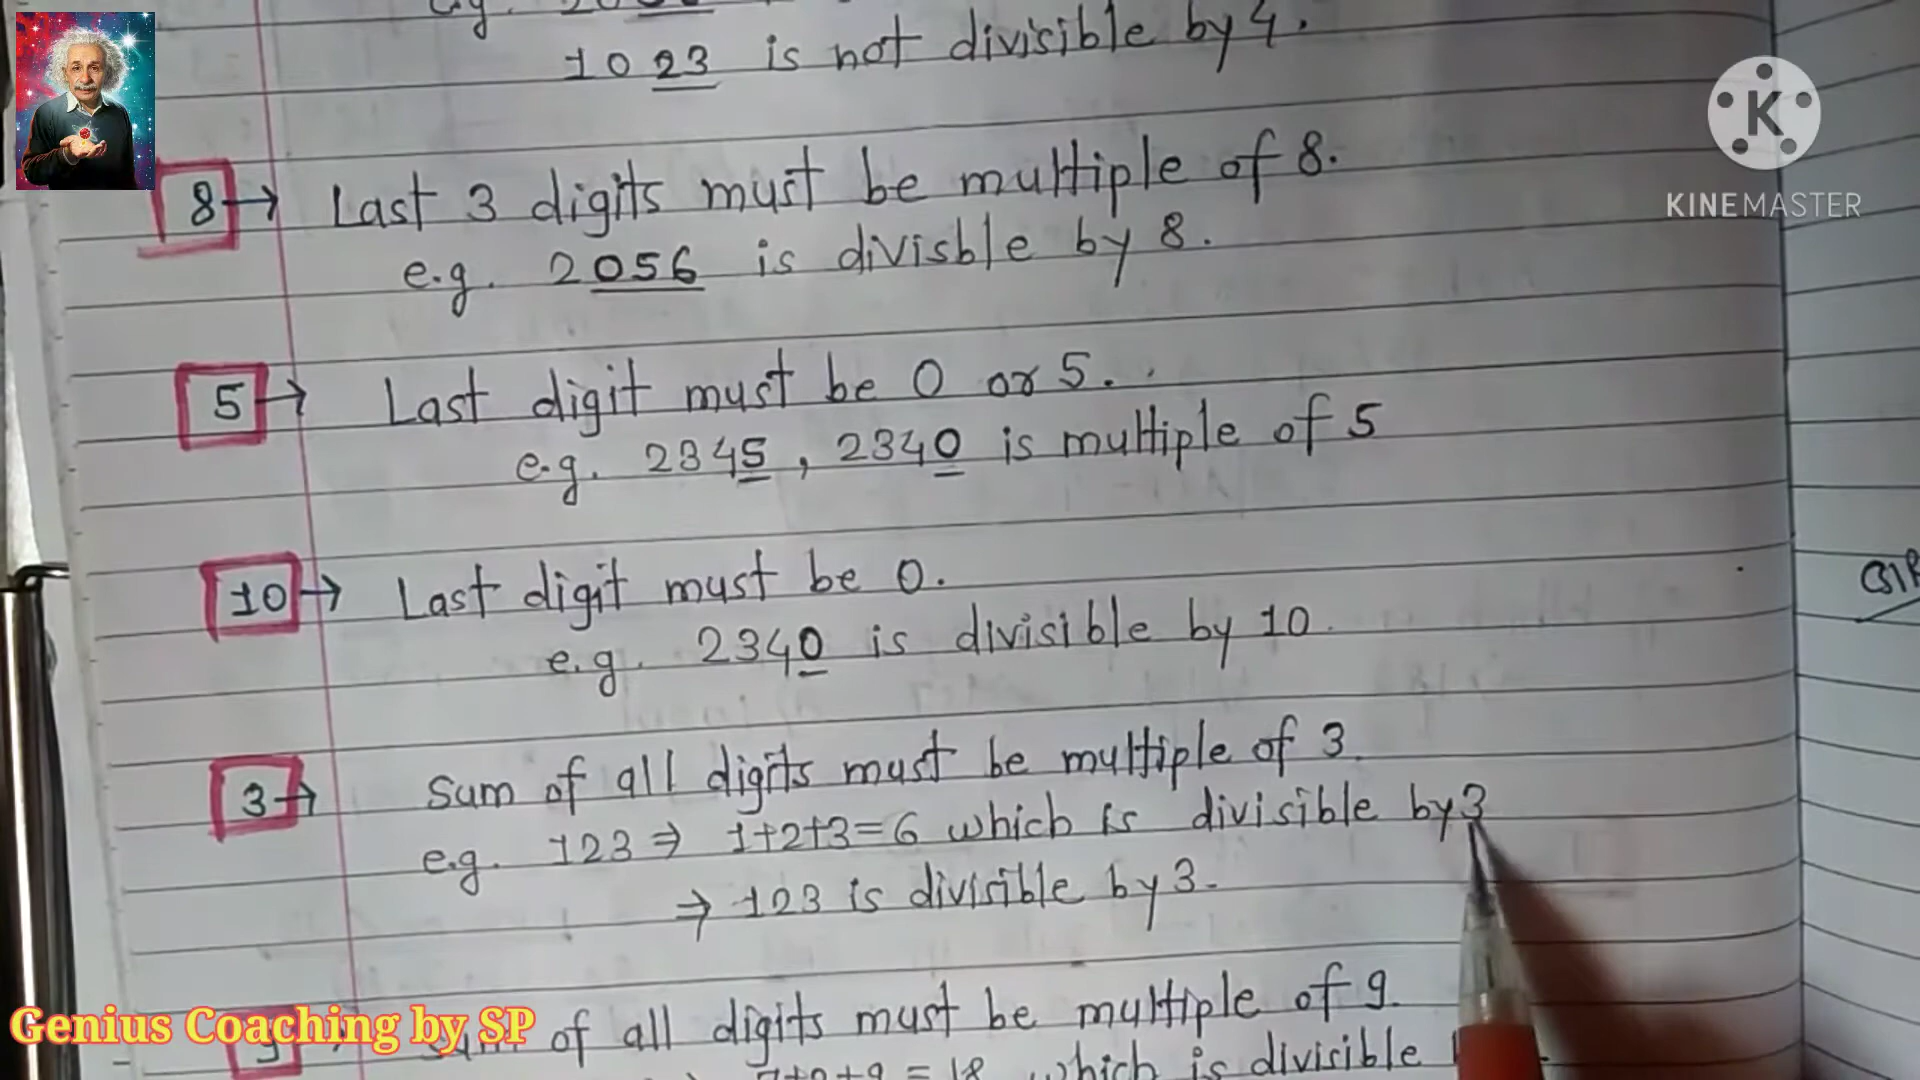 1023 is not divisible by 4.
KINEMASTER
8 → Last 3 digits must be multiple of 8.
e.g. 2056 is divisble by 8.
5 → Last digit must be 0 or 5.
e.g. 2345, 2340 is multiple of 5
10 → Last digit must be 0.
e.g. 2340 is divisible by 10.
3 → Sum of all digits must be multiple of 3.
e.g. 123 ⇒ 1+2+3=6 which is divisible by 3
⇒ 123 is divisible by 3.
Genius Coaching by SP
9 → Sum of all digits must be multiple of 9.
= 18 which is divisible